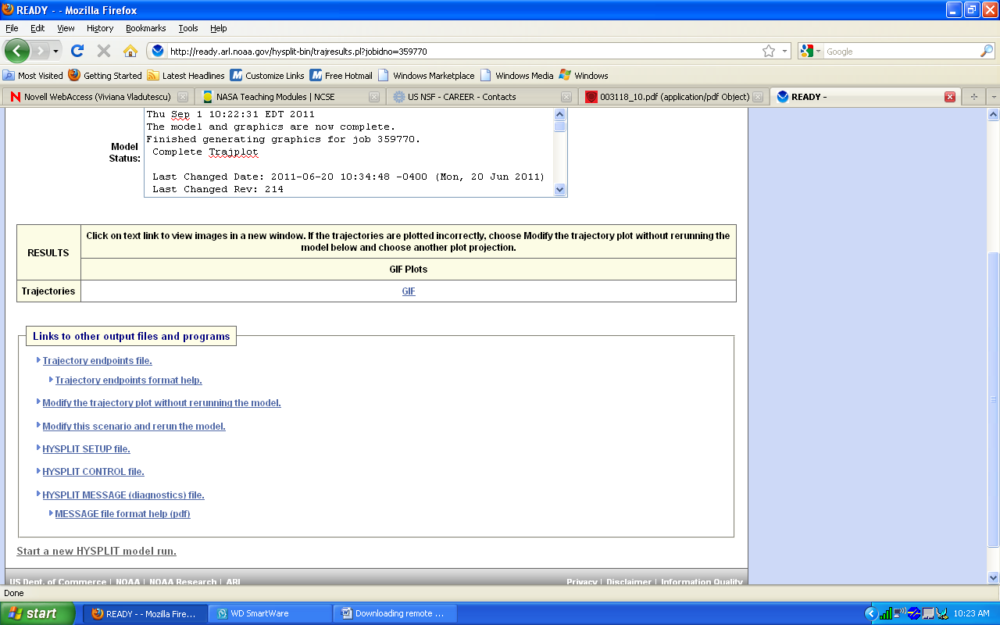 READY - - Mozilla Firefox
File Edit View History Bookmarks Tools Help
http://ready.arl.noaa.gov/hysplit-bin/trajresults.pl?jobidno=359770
Google
Most Visited Getting Started Latest Headlines Customize Links Free Hotmail Windows Marketplace Windows Media Windows
Novell WebAccess (Viviana Vladutescu) NASA Teaching Modules | NCSE US NSF - CAREER - Contacts 003118_10.pdf (application/pdf Object) READY -
Thu Sep 1 10:22:31 EDT 2011
The model and graphics are now complete.
Finished generating graphics for job 359770.
Complete Trajplot
Model
Status:
Last Changed Date: 2011-06-20 10:34:48 -0400 (Mon, 20 Jun 2011)
Last Changed Rev: 214
RESULTS
Click on text link to view images in a new window. If the trajectories are plotted incorrectly, choose Modify the trajectory plot without rerunning the
model below and choose another plot projection.
GIF Plots
Trajectories GIF
Links to other output files and programs
Trajectory endpoints file.
Trajectory endpoints format help.
Modify the trajectory plot without rerunning the model.
Modify this scenario and rerun the model.
HYSPLIT SETUP file.
HYSPLIT CONTROL file.
HYSPLIT MESSAGE (diagnostics) file.
MESSAGE file format help (pdf)
Start a new HYSPLIT model run.
US Dept. of Commerce | NOAA | NOAA Research | ARL Privacy | Disclaimer | Information Quality
Done
start READY - - Mozilla Fire... WD SmartWare Downloading remote ... 10:23 AM